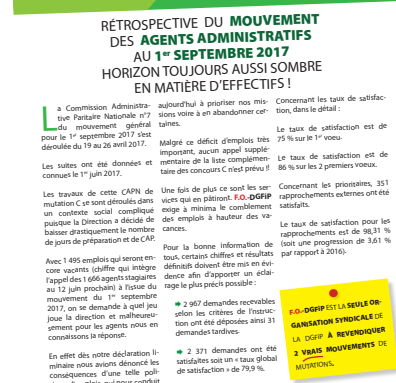 RÉTROSPECTIVE DU MOUVEMENT
DES AGENTS ADMINISTRATIFS
AU 1er SEPTEMBRE 2017
HORIZON TOUJOURS AUSSI SOMBRE
EN MATIÈRE D'EFFECTIFS !
La Commission Administra-
tive Paritaire Nationale n°7
du mouvement général
pour le 1er septembre 2017 s'est
déroulée du 19 au 26 avril 2017.
Les suites ont été données et
connues le 1er juin 2017.
Les travaux de cette CAPN de
mutation C se sont déroulés dans
un contexte social compliqué
puisque la Direction a décidé de
baisser drastiquement le nombre
de jours de préparation et de CAP.
Avec 1 495 emplois qui seront en-
core vacants (chiffre qui intègre
l'appel des 1 666 agents stagiaires
au 12 juin prochain) à l'issue du
mouvement du 1er septembre
2017, on se demande à quel jeu
joue la direction et malheureu-
sement pour les agents nous en
connaissons la réponse.
En effet dès notre déclaration li-
minaire nous avions dénoncé les
conséquences d'une telle poli-
qui nous conduit
aujourd'hui à prioriser nos mis-
sions voire à en abandonner cer-
taines.
Malgré ce déficit d'emplois très
important, aucun appel supplé-
mentaire de la liste complémen-
taire des concours C n'est prévu !!
Une fois de plus ce sont les ser-
vices qui en pâtiront. F.O.-DGFiP
exige à minima le comblement
des emplois à hauteur des va-
cances.
Pour la bonne information de
tous, certains chiffres et résultats
définitifs doivent être mis en évi-
dence afin d'apporter un éclai-
rage le plus précis possible :
➜ 2 967 demandes recevables
selon les critères de l'instruc-
tion ont été déposées ainsi 31
demandes tardives.
➜ 2 371 demandes ont été
satisfaites soit un « taux global
de satisfaction » de 79,9 %.
Concernant les taux de satisfac-
tion, dans le détail :
Le taux de satisfaction est de
75 % sur le 1er voeu.
Le taux de satisfaction est de
86 % sur les 2 premiers voeux.
Concernant les prioritaires, 351
rapprochements externes ont été
satisfaits.
Le taux de satisfaction pour les
rapprochements est de 98,31 %
(soit une progression de 3,61 %
par rapport à 2016).
F.O.-DGFIP EST LA SEULE OR-
GANISATION SYNDICALE DE
LA DGFIP À REVENDIQUER
2 VRAIS MOUVEMENTS DE
MUTATIONS.